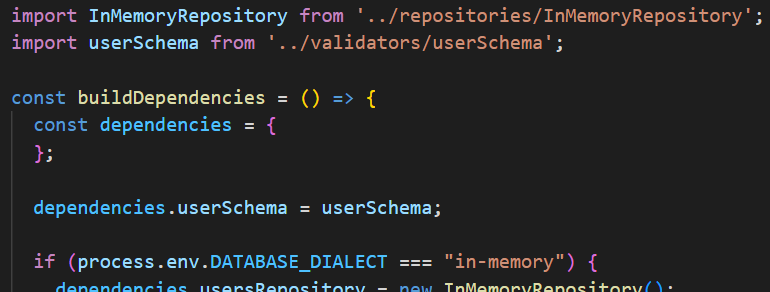 import InMemoryRepository from '../repositories/InMemoryRepository';
import userSchema from '../validators/userSchema';
const buildDependencies = () => {
const dependencies = {
};
dependencies.userSchema = userSchema;
if (process.env.DATABASE_DIALECT === "in-memory") {
dependencies.usersRepository = new InMemoryRepository();